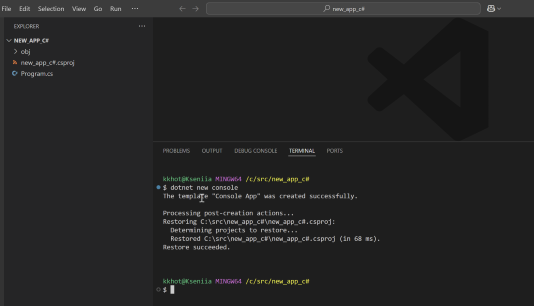 File Edit Selection View Go Run ...
new_app_c#
EXPLORER
NEW_APP_C#
obj
new_app_c#.csproj
Program.cs
PROBLEMS OUTPUT DEBUG CONSOLE TERMINAL PORTS
kkhot@Kseniia MINGW64 /c/src/new_app_c#
$ dotnet new console
The template "Console App" was created successfully.
Processing post-creation actions...
Restoring C:\src\new_app_c#\new_app_c#.csproj:
Determining projects to restore...
Restored C:\src\new_app_c#\new_app_c#.csproj (in 68 ms).
Restore succeeded.
kkhot@Kseniia MINGW64 /c/src/new_app_c#
$